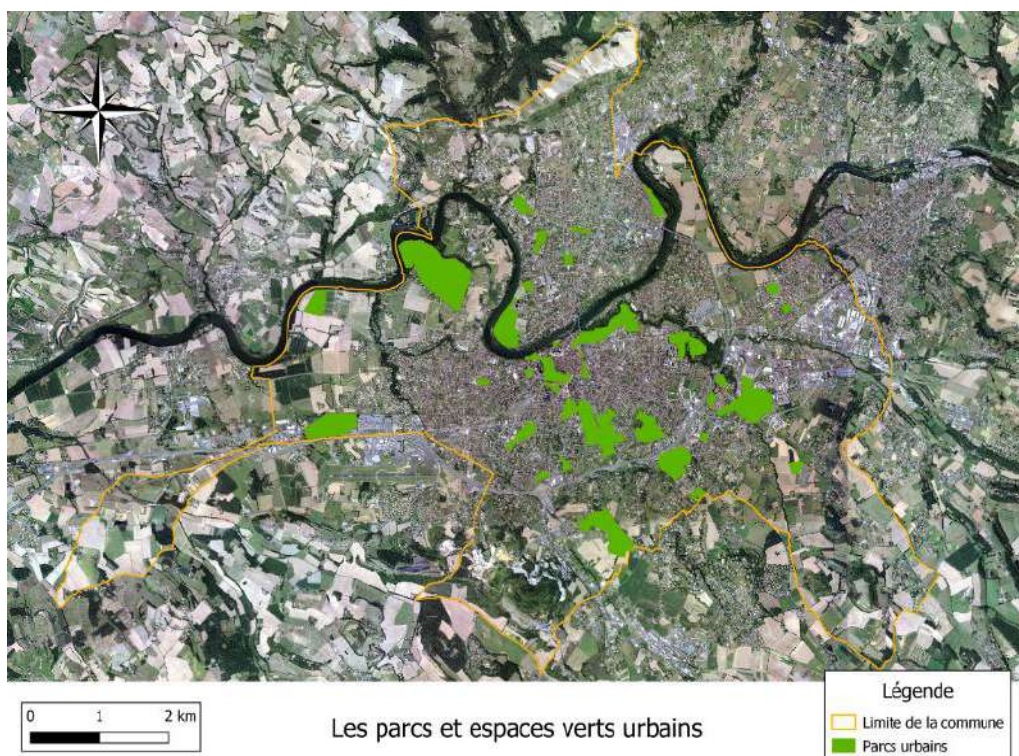 0 1 2 km
Les parcs et espaces verts urbains
Légende
Limite de la commune
Parcs urbains